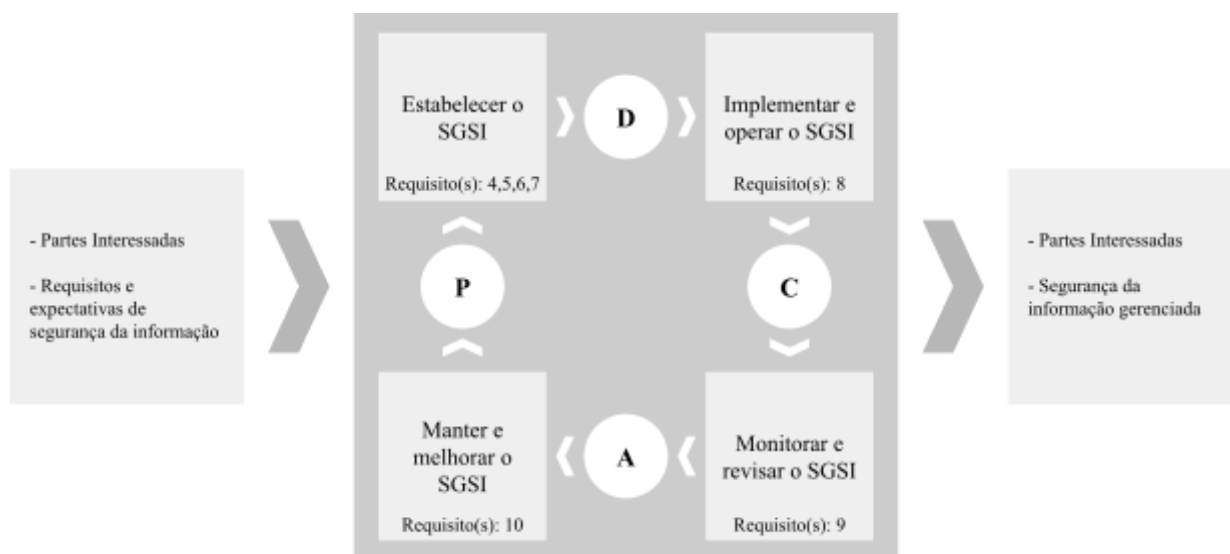 - Partes Interessadas
- Requisitos e
expectativas de
segurança da informação
Estabelecer o
SGSI
Requisito(s): 4,5,6,7
D
Implementar e
operar o SGSI
Requisito(s): 8
P
C
Manter e
melhorar o
SGSI
Requisito(s): 10
A
Monitorar e
revisar o SGSI
Requisito(s): 9
- Partes Interessadas
- Segurança da
informação gerenciada